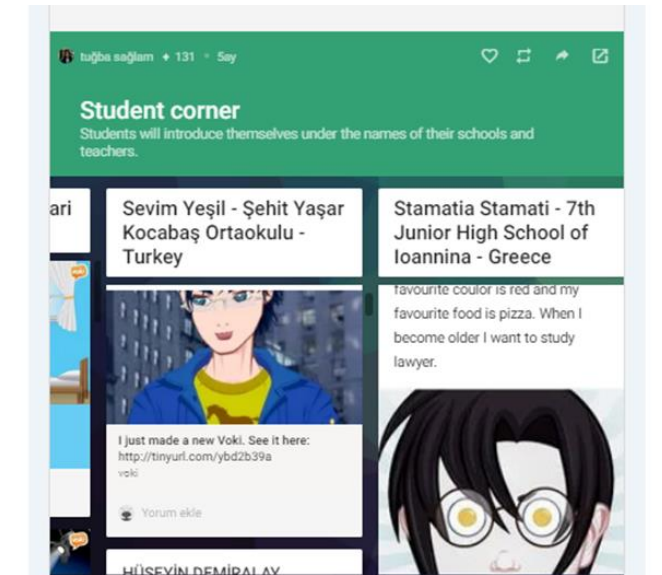 tuğba sağlam + 131 • 5ay
Student corner
Students will introduce themselves under the names of their schools and
teachers.
ari
Sevim Yeşil - Şehit Yaşar
Kocabaş Ortaokulu -
Turkey
I just made a new Voki. See it here:
http://tinyurl.com/ybd2b39a
voki
Yorum ekle
HÜSEYİN DEMİRALAY
Stamatia Stamati - 7th
Junior High School of
Ioannina - Greece
favourite coulor is red and my
favourite food is pizza. When I
become older I want to study
lawyer.